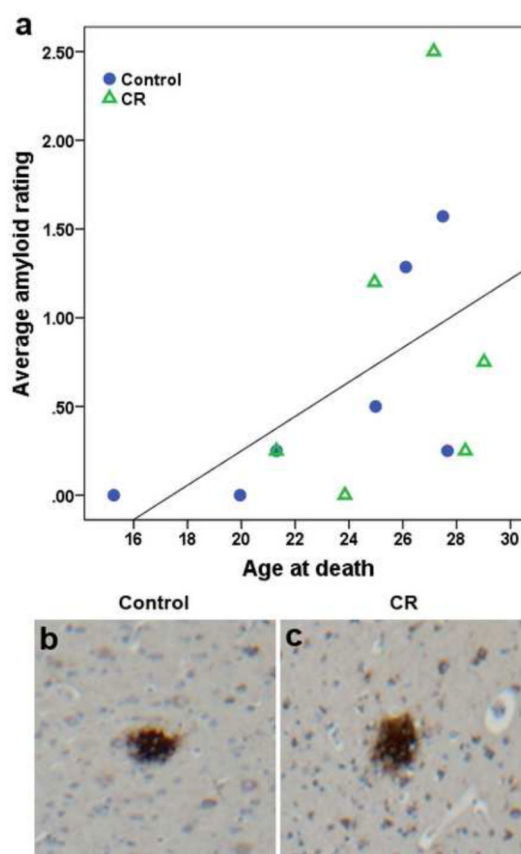 a
2.50
Control
CR
2.00
1.50
1.00
.50
.00
Average amyloid rating
16 18 20 22 24 26 28 30
Age at death
Control CR
b c